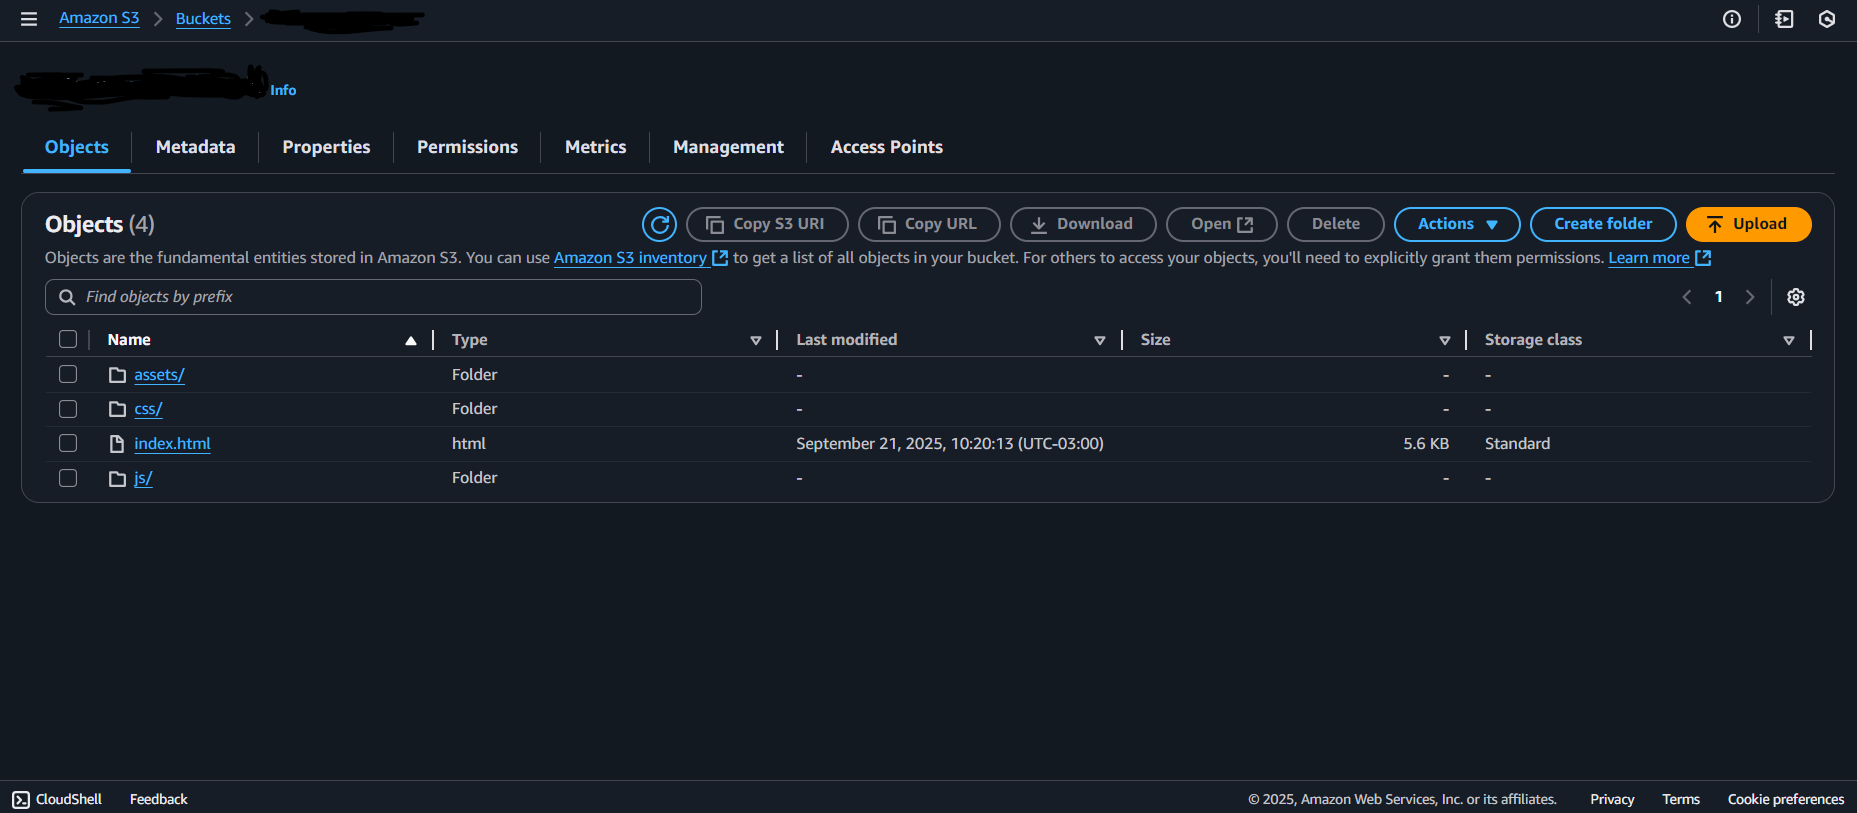 Amazon S3 > Buckets >
Info
Objects Metadata Properties Permissions Metrics Management Access Points
Objects (4)
Copy S3 URI Copy URL Download Open Delete Actions Create folder Upload
Objects are the fundamental entities stored in Amazon S3. You can use Amazon S3 inventory to get a list of all objects in your bucket. For others to access your objects, you'll need to explicitly grant them permissions. Learn more
Find objects by prefix
1
Name Type Last modified Size Storage class
assets/ Folder - - -
css/ Folder - - -
index.html html September 21, 2025, 10:20:13 (UTC-03:00) 5.6 KB Standard
js/ Folder - - -
CloudShell Feedback © 2025, Amazon Web Services, Inc. or its affiliates. Privacy Terms Cookie preferences